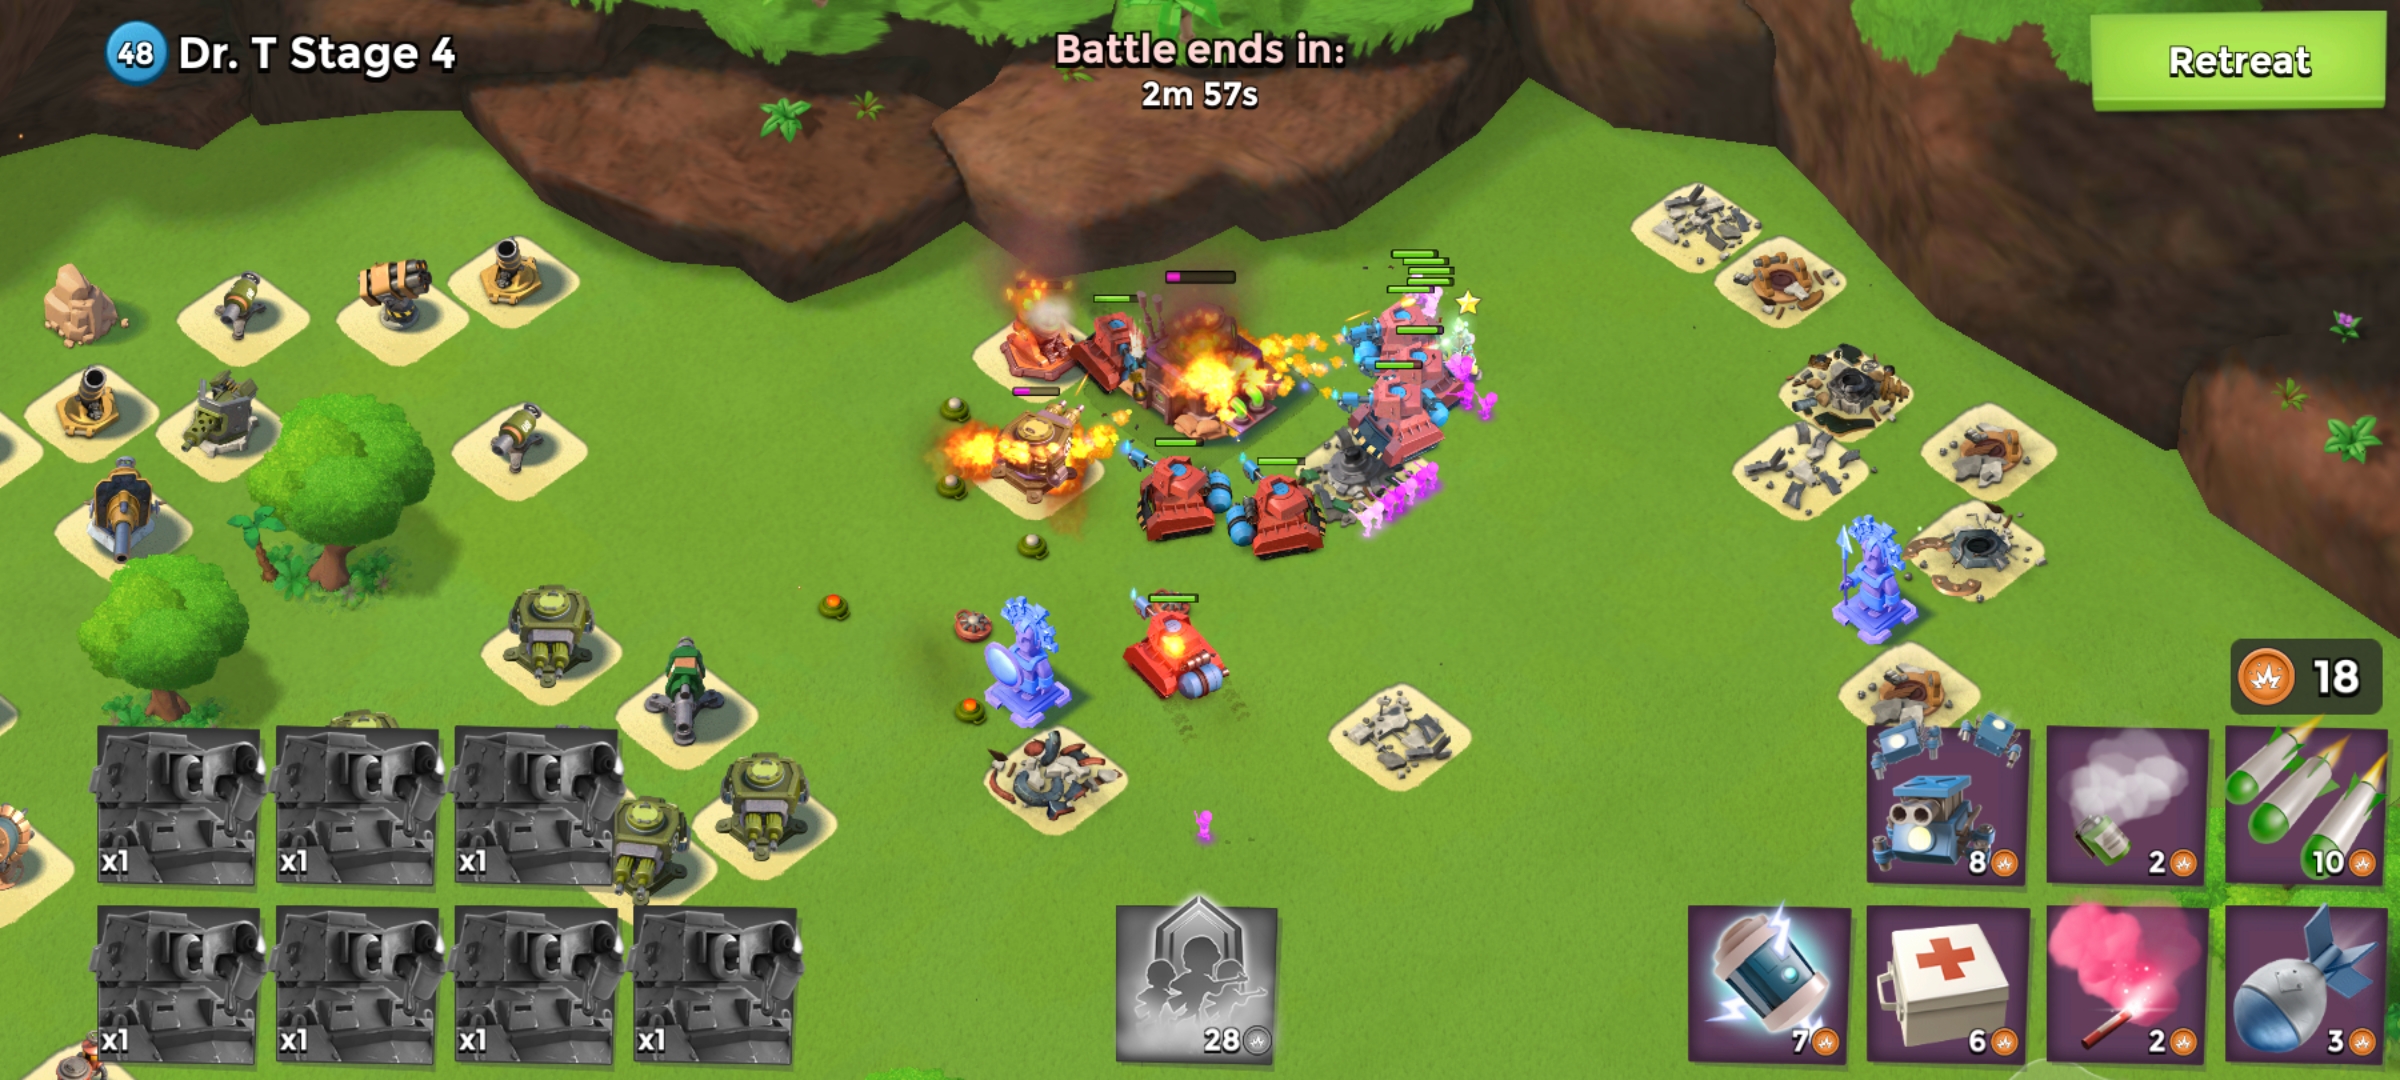 48 Dr. T Stage 4
Battle ends in:
2m 57s
Retreat
18
8
2
10
x1
x1
x1
x1
x1
x1
x1
28
7
6
2
3